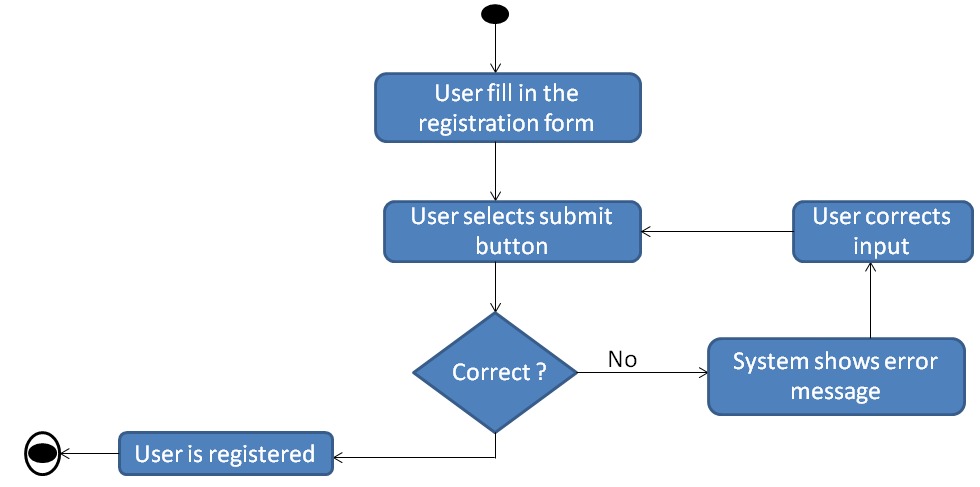 User fill in the
registration form
User selects submit
button
User corrects
input
Correct ?
No
System shows error
message
User is registered